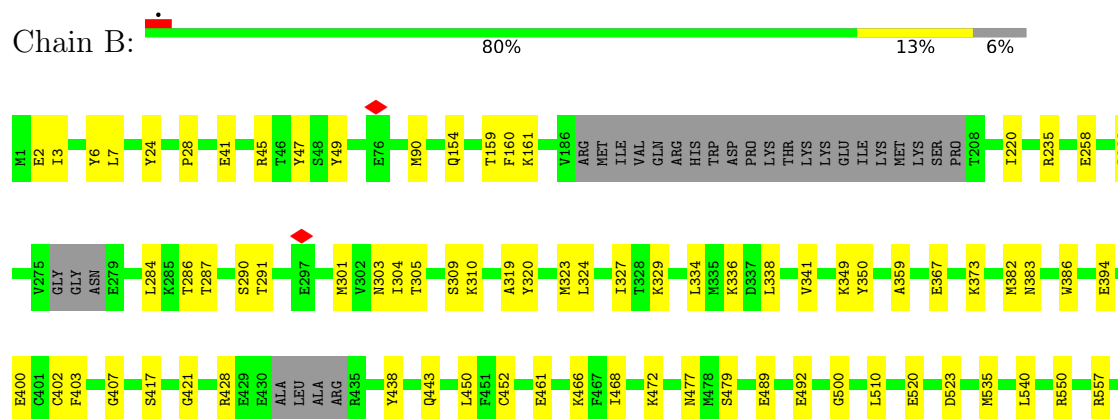 Chain B:
80% 13% 6%
M1 E2 I3 Y6 L7 Y24 P28 E41 R45 T46 Y47 S48 Y49 E76 M90 Q154 T159 F160 K161 V186 ARG MET ILE VAL GLN ARG HIS TRP ASP PRO LYS THR LYS LYS GLU ILE LYS MET LYS SER PRO T208 I220 R235 E258
V275 GLY GLY ASN E279 L284 K285 T286 T287 S290 T291 E297 M301 V302 N303 I304 T305 S309 K310 A319 Y320 M323 L324 I327 T328 K329 L334 M335 K336 D337 L338 V341 K349 Y350 A359 E367 K373 M382 N383 W386 E394
E400 C401 C402 F403 G407 S417 G421 R428 E429 E430 ALA LEU ALA ARG R435 Y438 Q443 L450 F451 C452 E461 K466 F467 I468 K472 N477 M478 S479 E489 E492 G500 L510 E520 D523 M535 L540 R550 R557